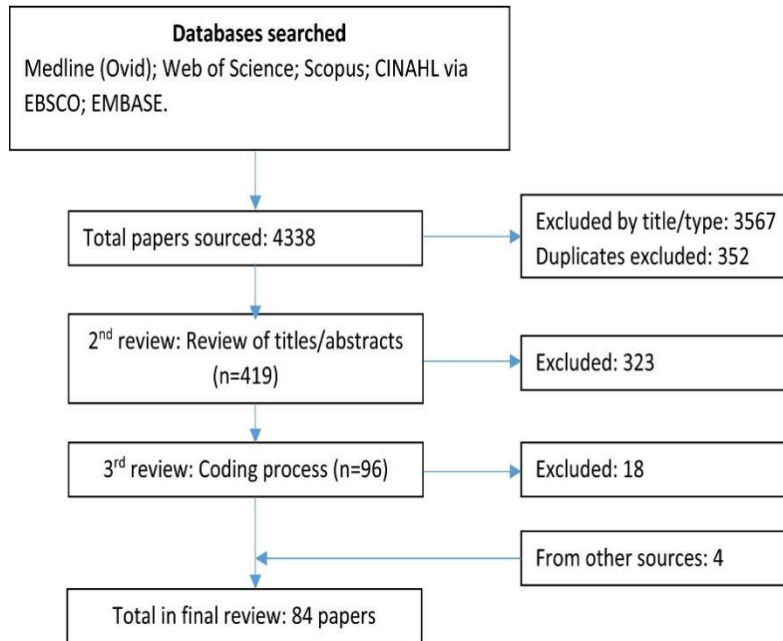 Databases searched
Medline (Ovid); Web of Science; Scopus; CINAHL via
EBSCO; EMBASE.
Total papers sourced: 4338
Excluded by title/type: 3567
Duplicates excluded: 352
2nd review: Review of titles/abstracts
(n=419)
Excluded: 323
3rd review: Coding process (n=96)
Excluded: 18
From other sources: 4
Total in final review: 84 papers